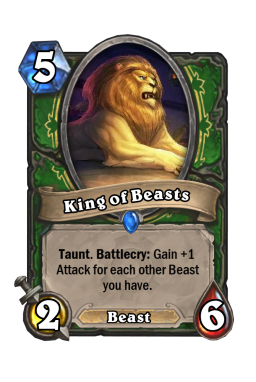 5
King of Beasts
Taunt. Battlecry: Gain +1
Attack for each other Beast
you have.
2
Beast
6